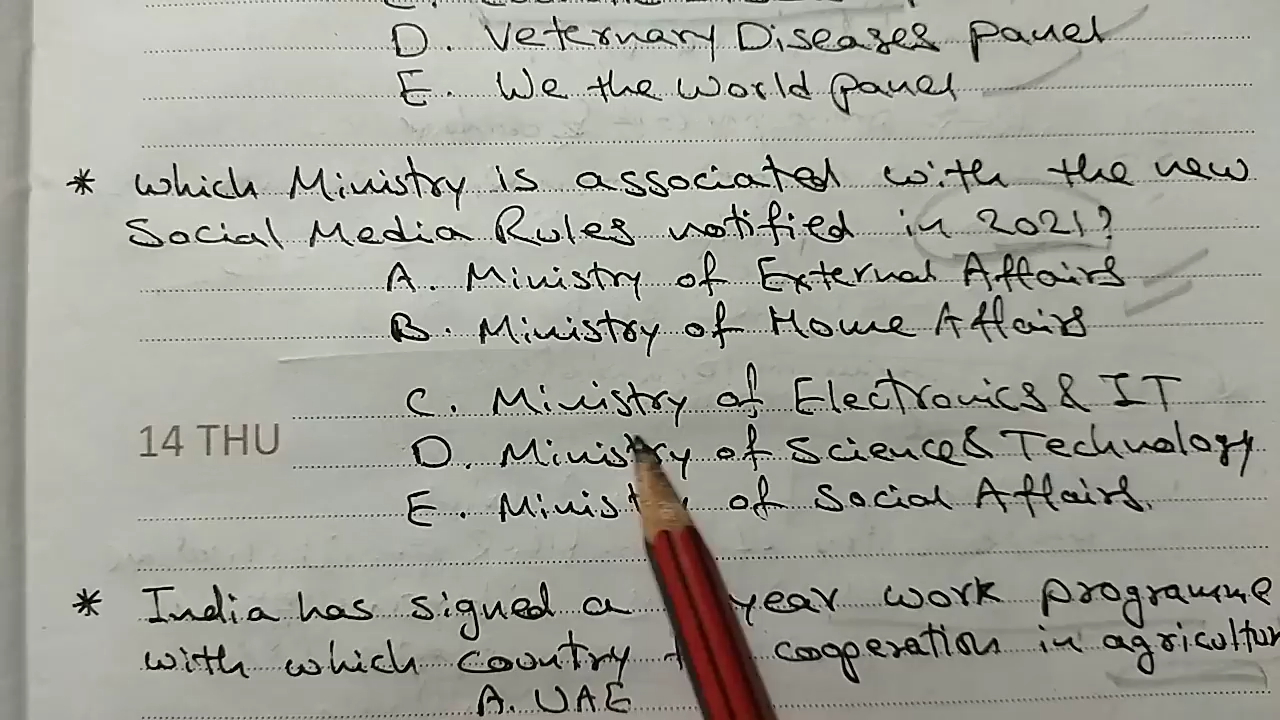 D. Veternary Diseases panel
E. We the World panel
* which Ministry is associated with the new
Social Media Rules notified in 2021?
A. Ministry of External Affairs
B. Ministry of Home Affairs
C. Ministry of Electronics & IT
14 THU
D. Ministry of Science & Technology
E. of Social Affairs.
* India has signed a year work programme
with which country cooperation in
A. UAE